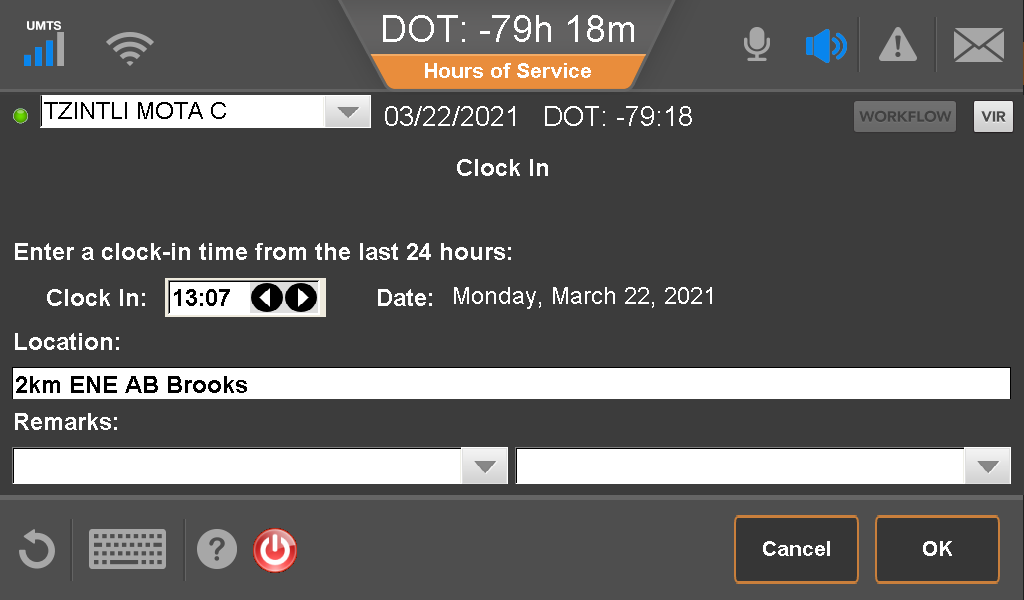 UMTS
DOT: -79h 18m
Hours of Service
TZINTLI MOTA C
03/22/2021 DOT: -79:18
WORKFLOW
VIR
Clock In
Enter a clock-in time from the last 24 hours:
Clock In: 13:07 Date: Monday, March 22, 2021
Location:
2km ENE AB Brooks
Remarks:
?
Cancel
OK